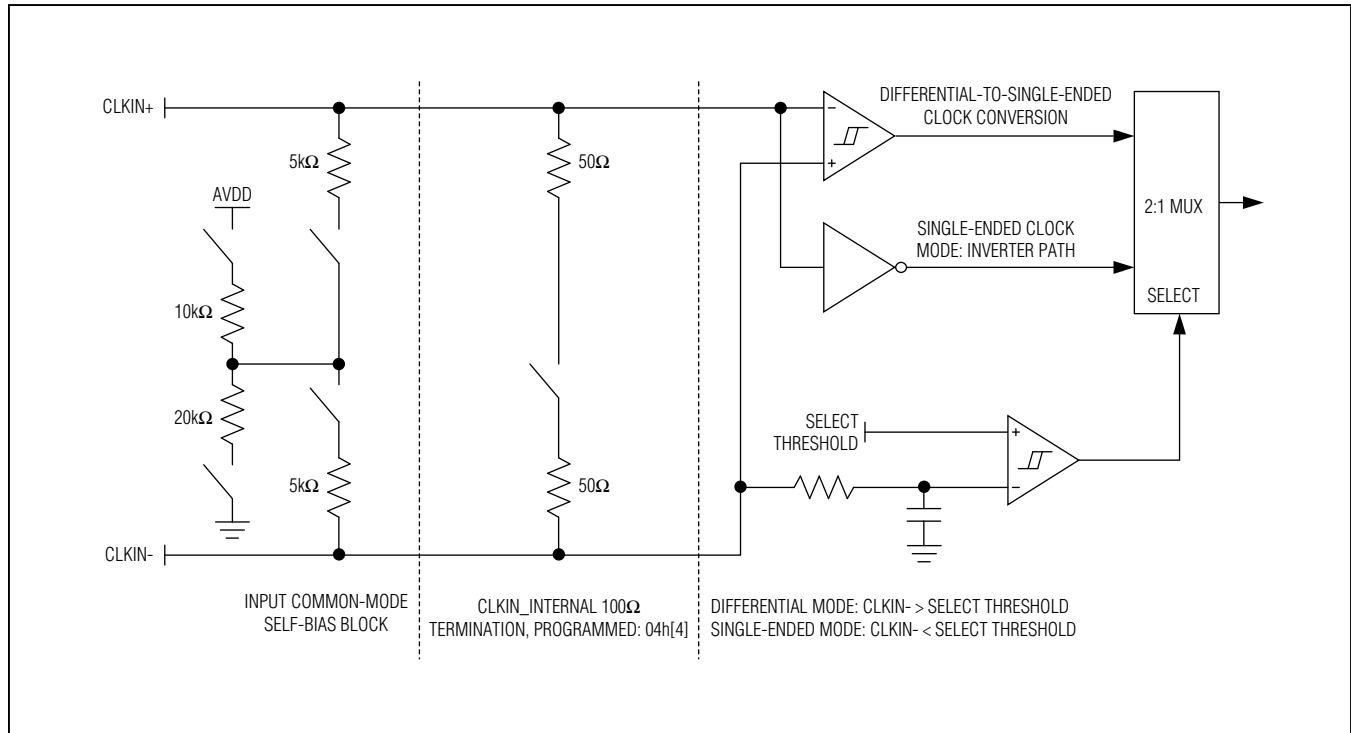 CLKIN+
DIFFERENTIAL-TO-SINGLE-ENDED
CLOCK CONVERSION
−
+
5kΩ
50Ω
AVDD
2:1 MUX
SINGLE-ENDED CLOCK
MODE: INVERTER PATH
SELECT
10kΩ
20kΩ
SELECT
THRESHOLD
+
−
5kΩ
50Ω
CLKIN-
INPUT COMMON-MODE
SELF-BIAS BLOCK
CLKIN_INTERNAL 100Ω
TERMINATION, PROGRAMMED: 04h[4]
DIFFERENTIAL MODE: CLKIN- > SELECT THRESHOLD
SINGLE-ENDED MODE: CLKIN- < SELECT THRESHOLD